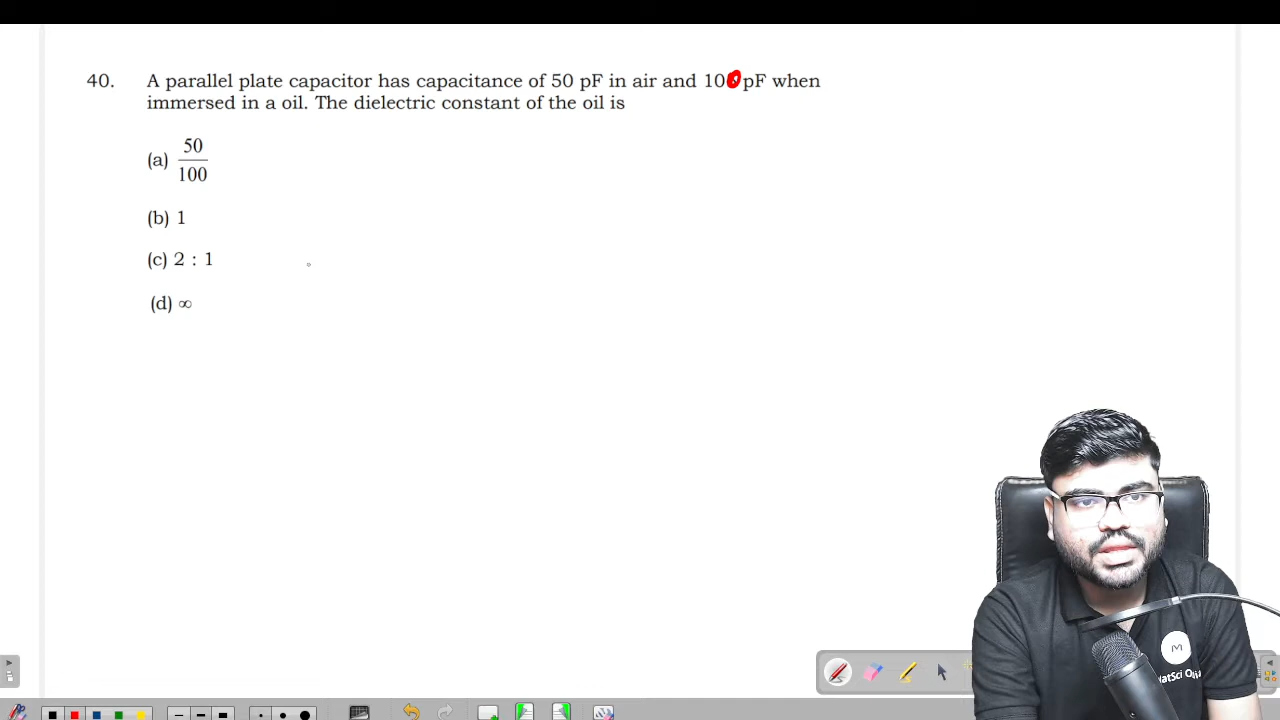 40. A parallel plate capacitor has capacitance of 50 pF in air and 100 pF when
immersed in a oil. The dielectric constant of the oil is
(a) 50/100
(b) 1
(c) 2 : 1
(d) ∞
M